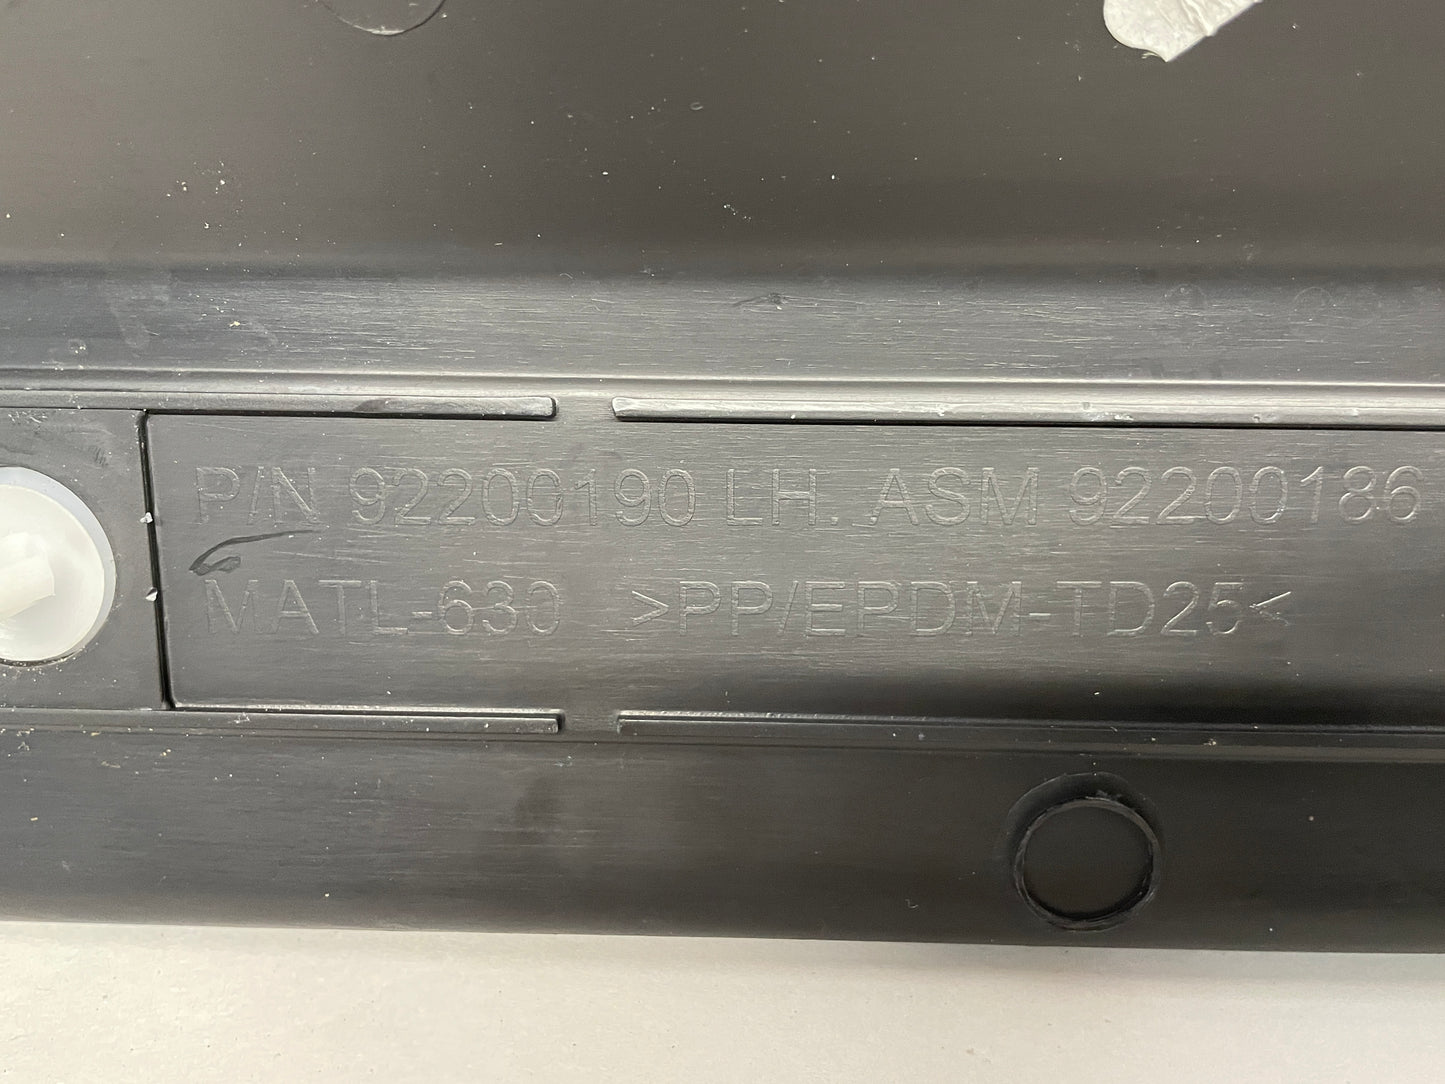 P/N 92200190 LH. ASM 92200186
MATL-630 >PP/EPDM-TD25<